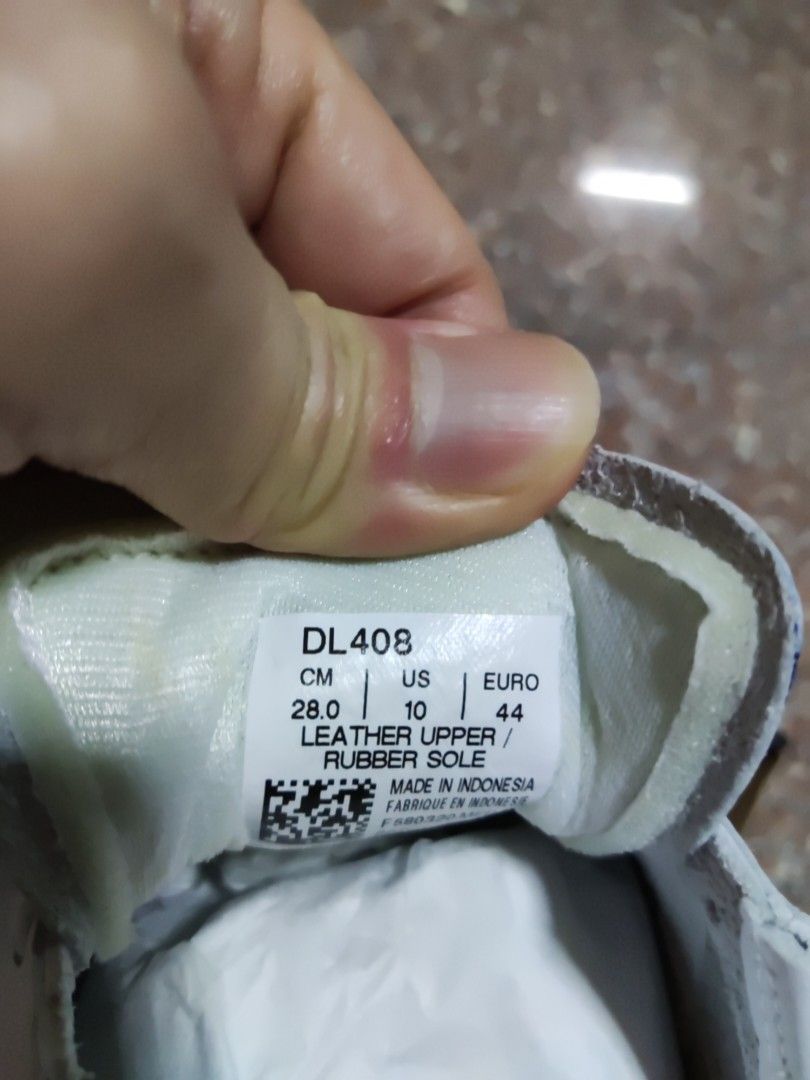 DL408
CM | US | EURO
28.0 | 10 | 44
LEATHER UPPER /
RUBBER SOLE
MADE IN INDONESIA
FABRIQUE EN INDONESIE